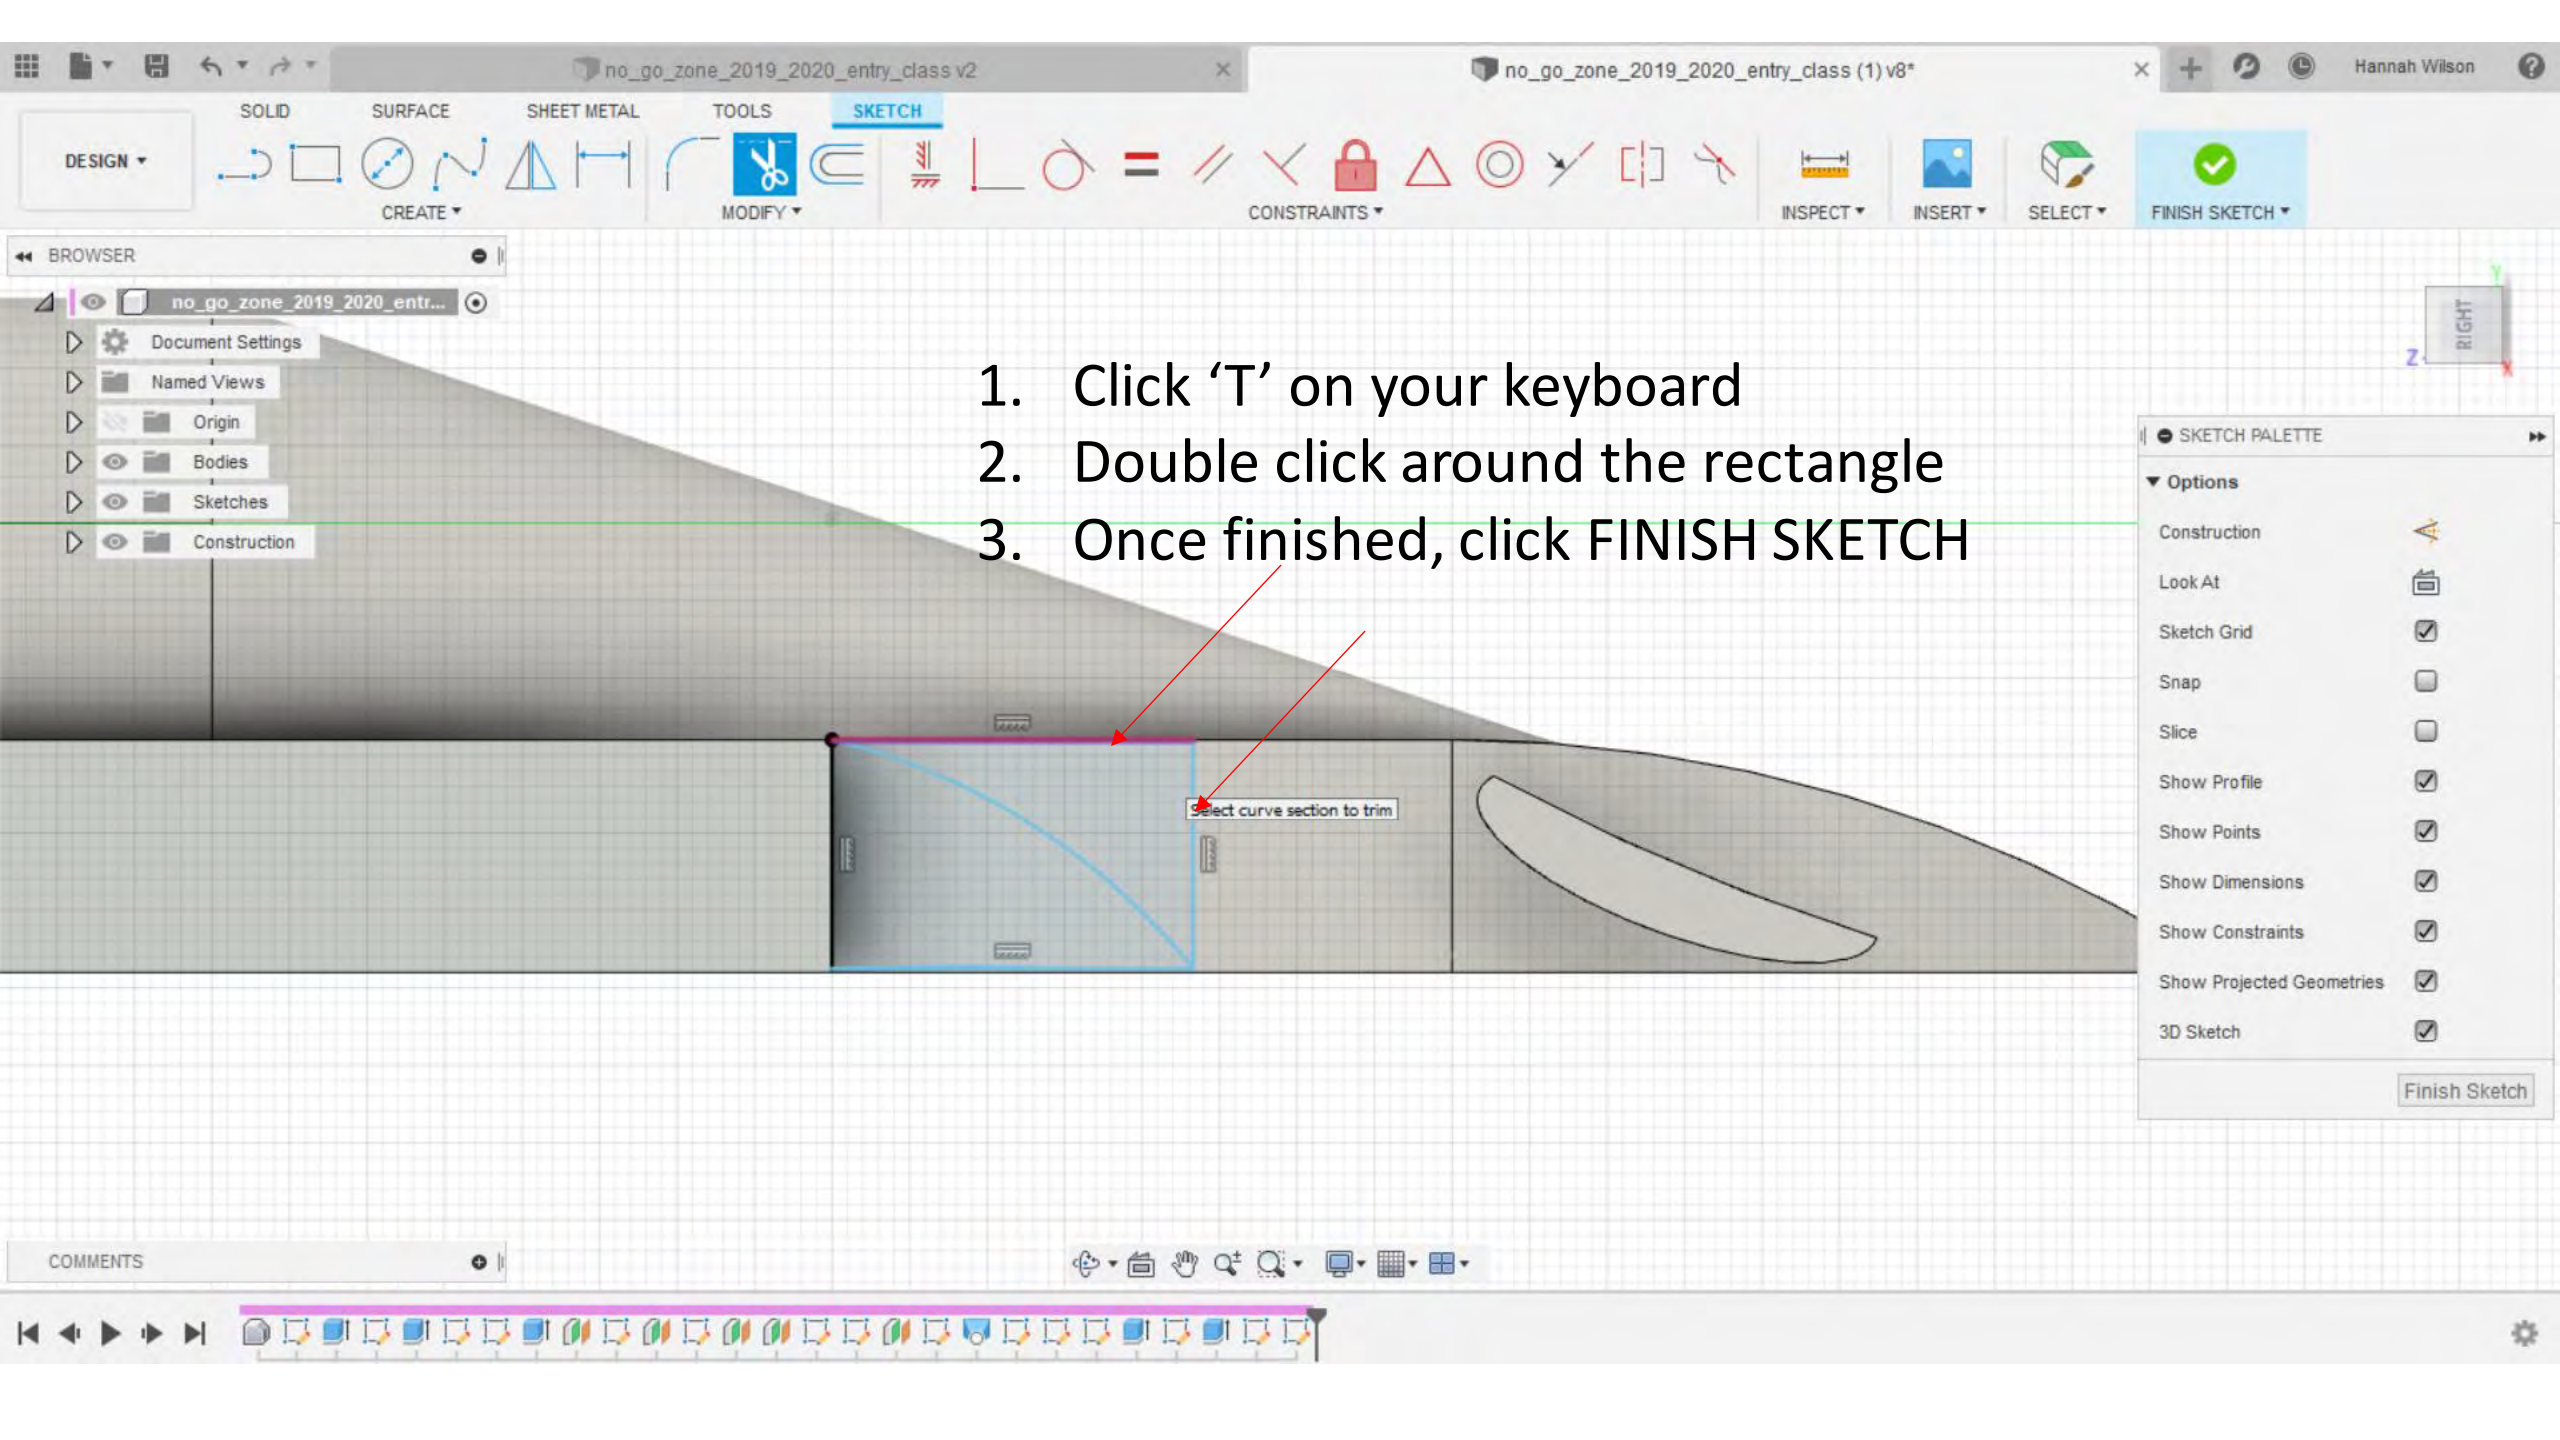 no_go_zone_2019_2020_entry_class v2
no_go_zone_2019_2020_entry_class (1) v8*
Hannah Wilson
SOLID
SURFACE
SHEET METAL
TOOLS
SKETCH
DESIGN
CREATE
MODIFY
CONSTRAINTS
INSPECT
INSERT
SELECT
FINISH SKETCH
BROWSER
no_go_zone_2019_2020_entr...
Document Settings
Named Views
Origin
Bodies
Sketches
Construction
1. Click ‘T’ on your keyboard
2. Double click around the rectangle
3. Once finished, click FINISH SKETCH
Select curve section to trim
Y
RIGHT
Z
X
SKETCH PALETTE
Options
Construction
Look At
Sketch Grid
Snap
Slice
Show Profile
Show Points
Show Dimensions
Show Constraints
Show Projected Geometries
3D Sketch
Finish Sketch
COMMENTS